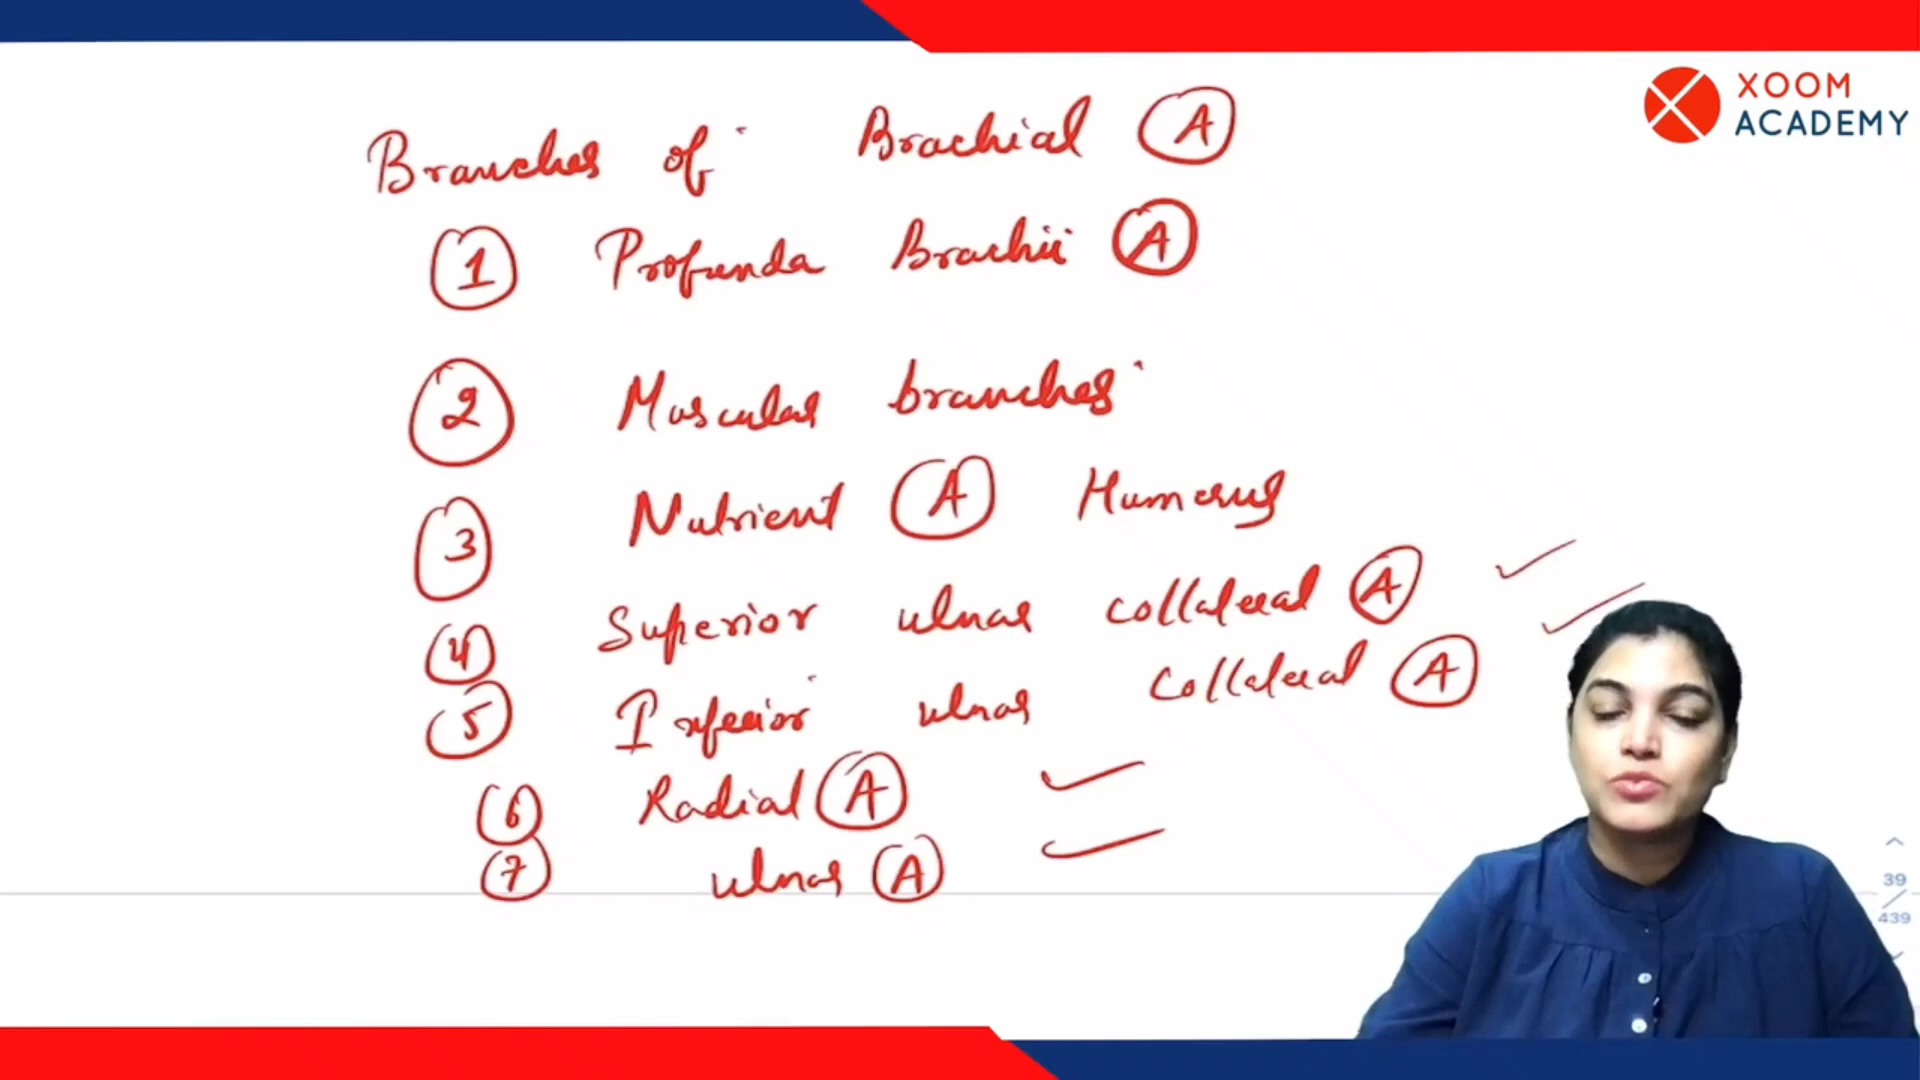 XOOM
ACADEMY
Branches of Brachial A
1 Profunda Brachii A
2 Muscular branches
3 Nutrient A Humerus
4 Superior ulnar collateral A
5 Inferior ulnar collateral A
6 Radial A
7 ulnar A
39
439